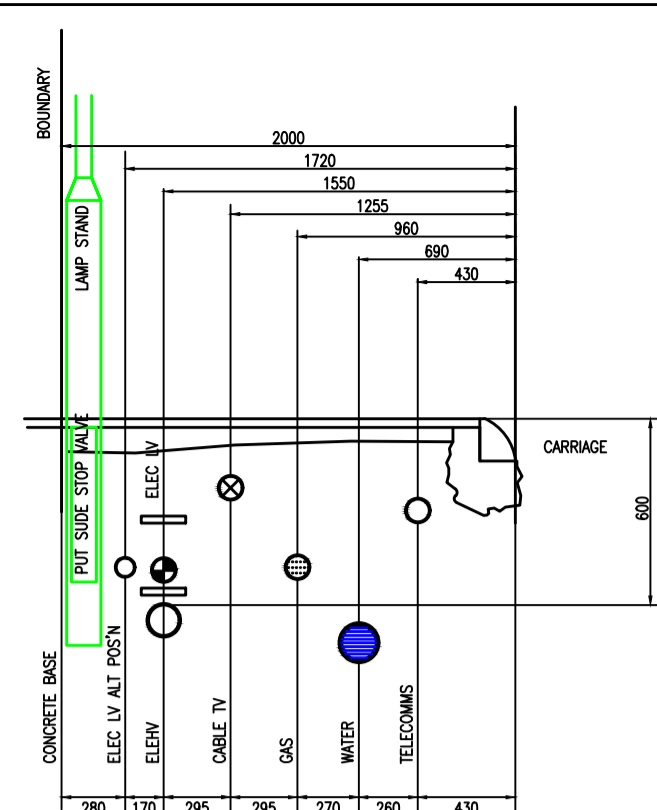 BOUNDARY
2000
1720
1550
1255
960
690
430
LAMP STAND
PUT SUDE STOP VALVE
ELEC LV
CARRIAGE
600
CONCRETE BASE
ELEC LV ALT POS'N
ELEHV
CABLE TV
GAS
WATER
TELECOMMS
280 170 295 295 270 260 430